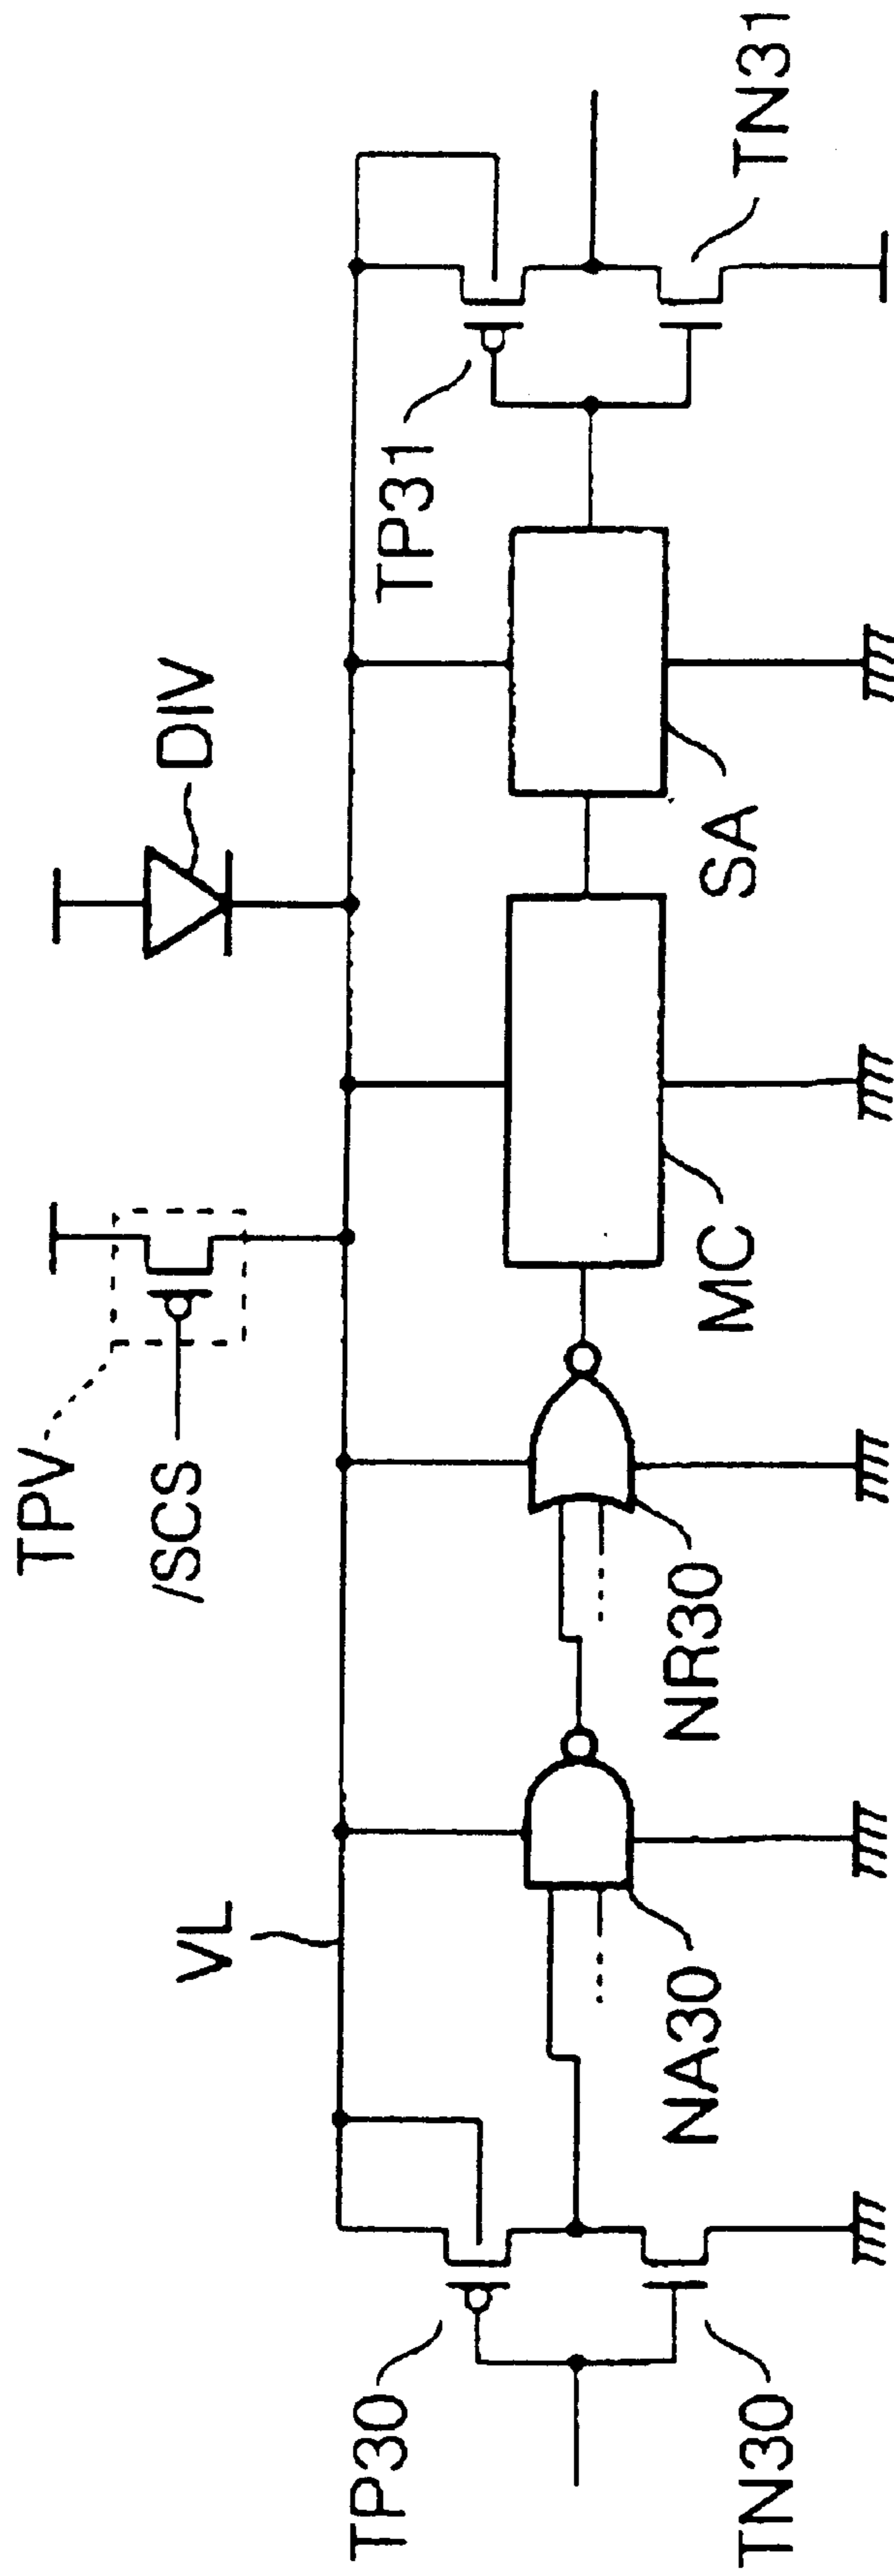 TPV
/SCS
DIV
VL
TP30
TN30
NA30
NR30
MC
SA
TP31
TN31